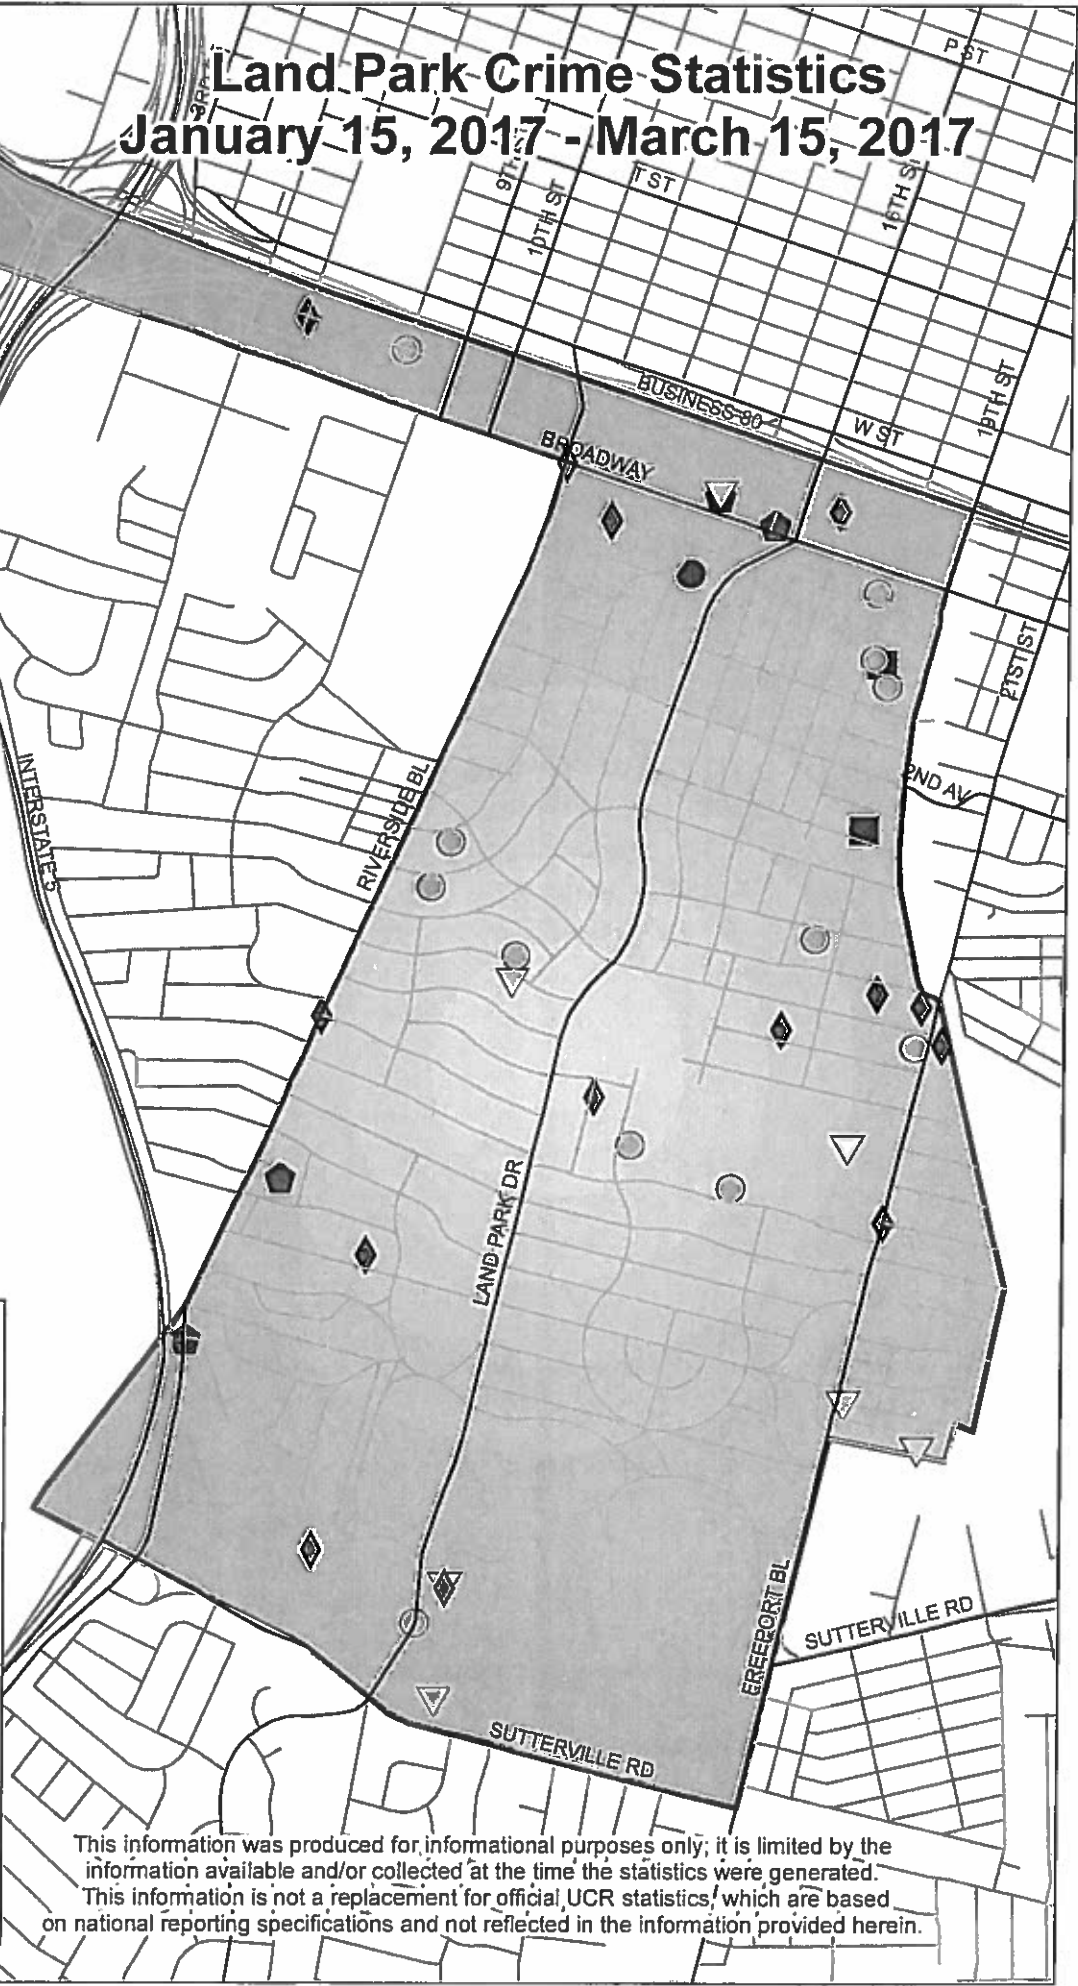 Land Park Crime Statistics
January 15, 2017 - March 15, 2017
P ST
3RD
9TH
T ST
10TH ST
16TH ST
19TH ST
BUSINESS 80
W ST
BROADWAY
21ST ST
2ND AV
INTERSTATE 5
RIVERSIDE BL
LAND PARK DR
FREEPORT BL
SUTTERVILLE RD
SUTTERVILLE RD
This information was produced for informational purposes only; it is limited by the
information available and/or collected at the time the statistics were generated.
This information is not a replacement for official UCR statistics, which are based
on national reporting specifications and not reflected in the information provided herein.